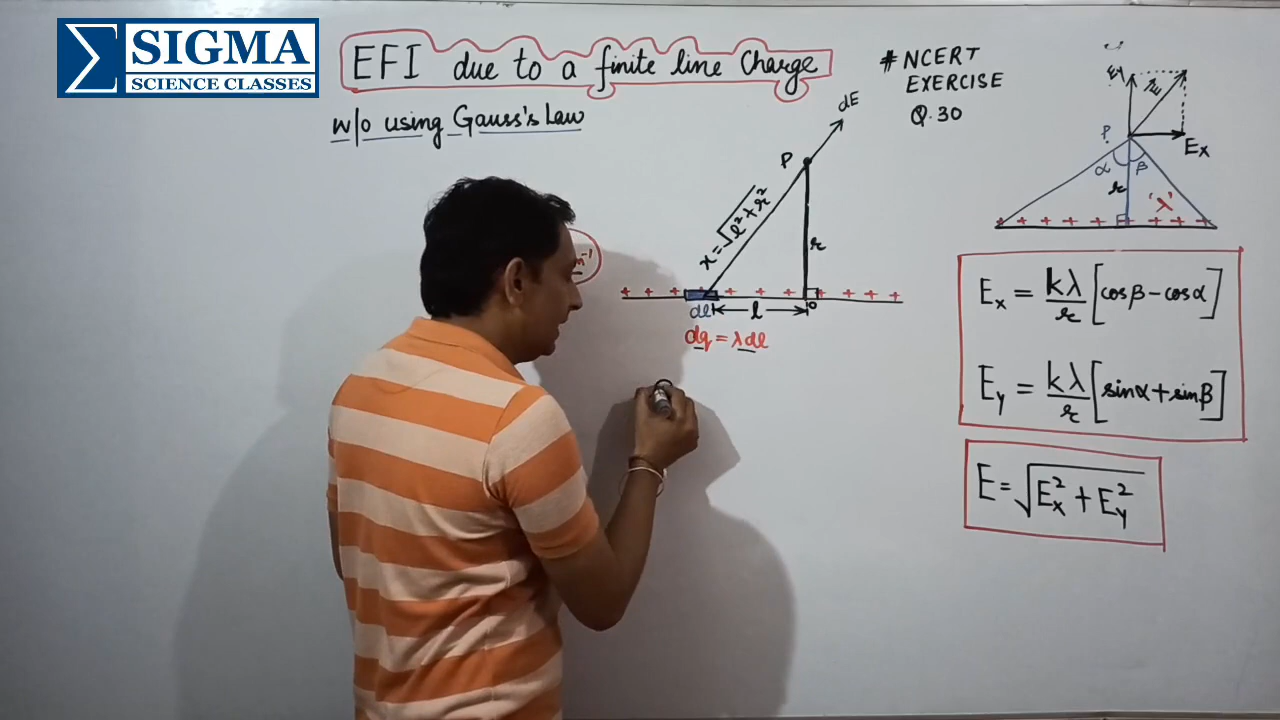 SIGMA
SCIENCE CLASSES
EFI due to a finite line Charge
w/o using Gauss's Law
# NCERT
EXERCISE
Q.30
dE
P
x = √l²+r²
r
+ + + + + + + + + +
dl
l
O
dq = λdl
m⁻¹
Ey
E
P
Ex
α β
r
'λ'
+ + + + + + + + +
Ex = kλ/r [cosβ - cosα]
Ey = kλ/r [sinα + sinβ]
E = √Ex² + Ey²